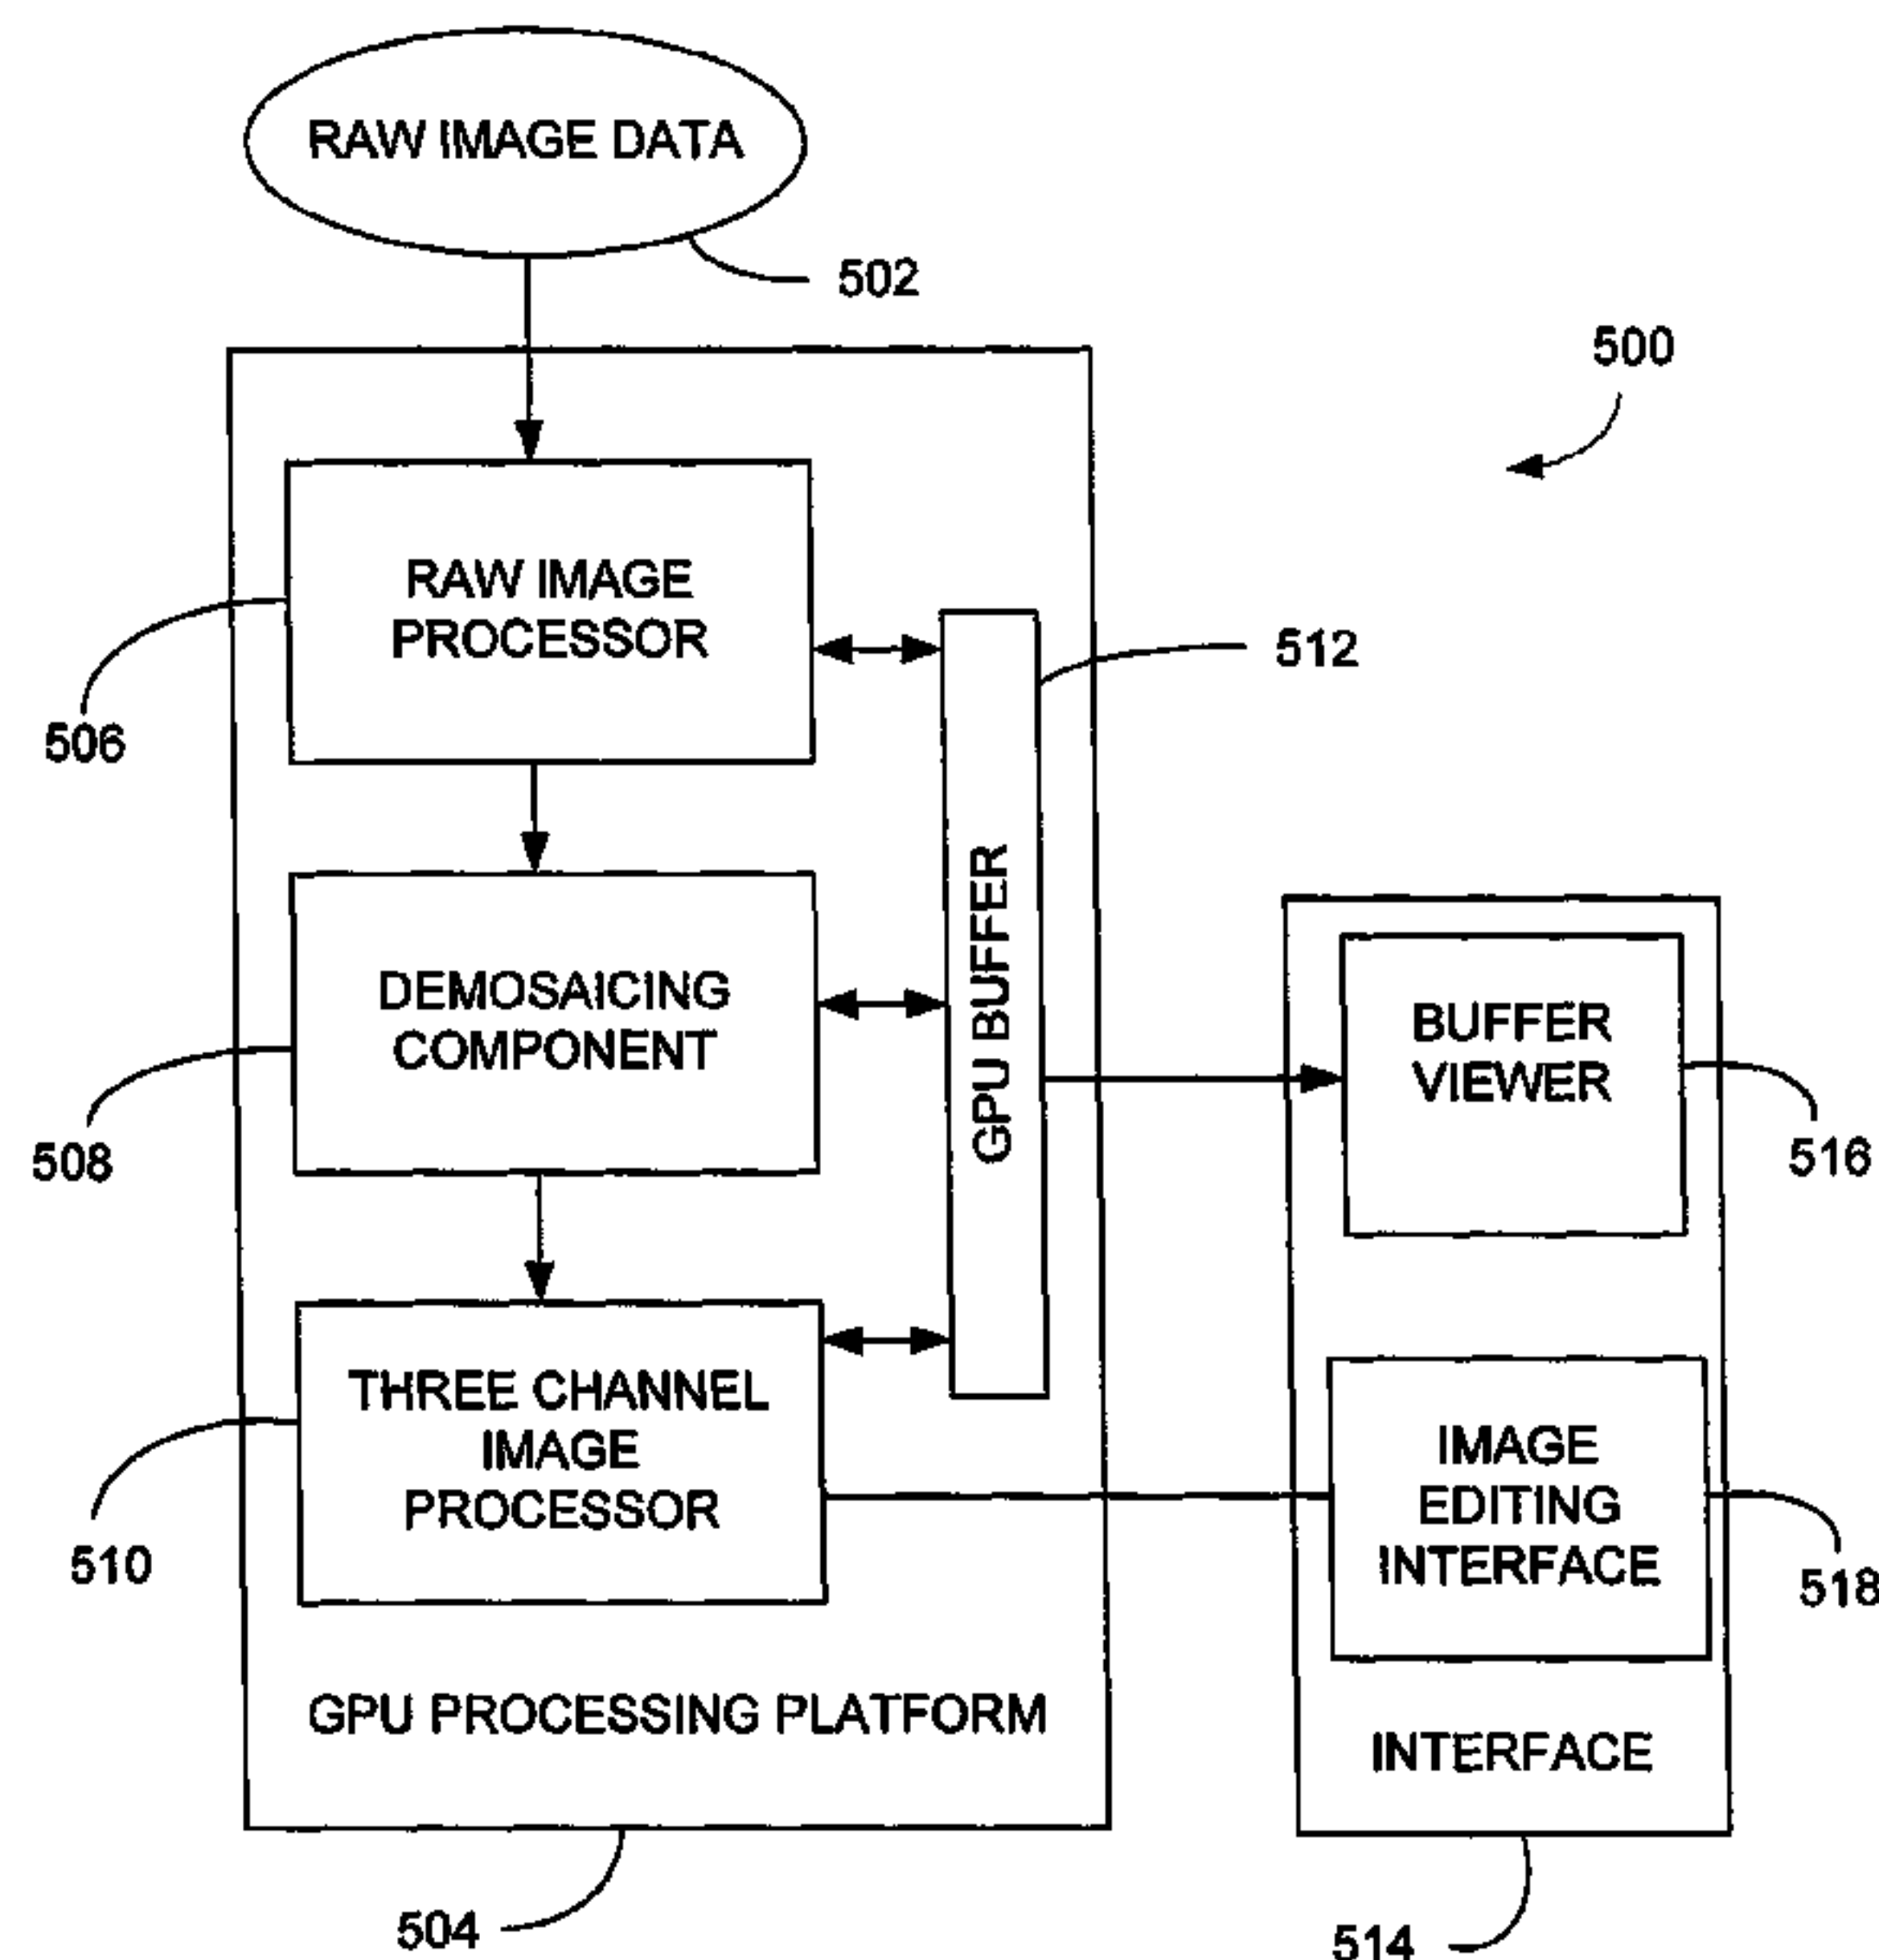 RAW IMAGE DATA
502
500
RAW IMAGE
PROCESSOR
506
512
GPU BUFFER
DEMOSAICING
COMPONENT
508
BUFFER
VIEWER
516
THREE CHANNEL
IMAGE
PROCESSOR
510
IMAGE
EDITING
INTERFACE
518
GPU PROCESSING PLATFORM
INTERFACE
504
514